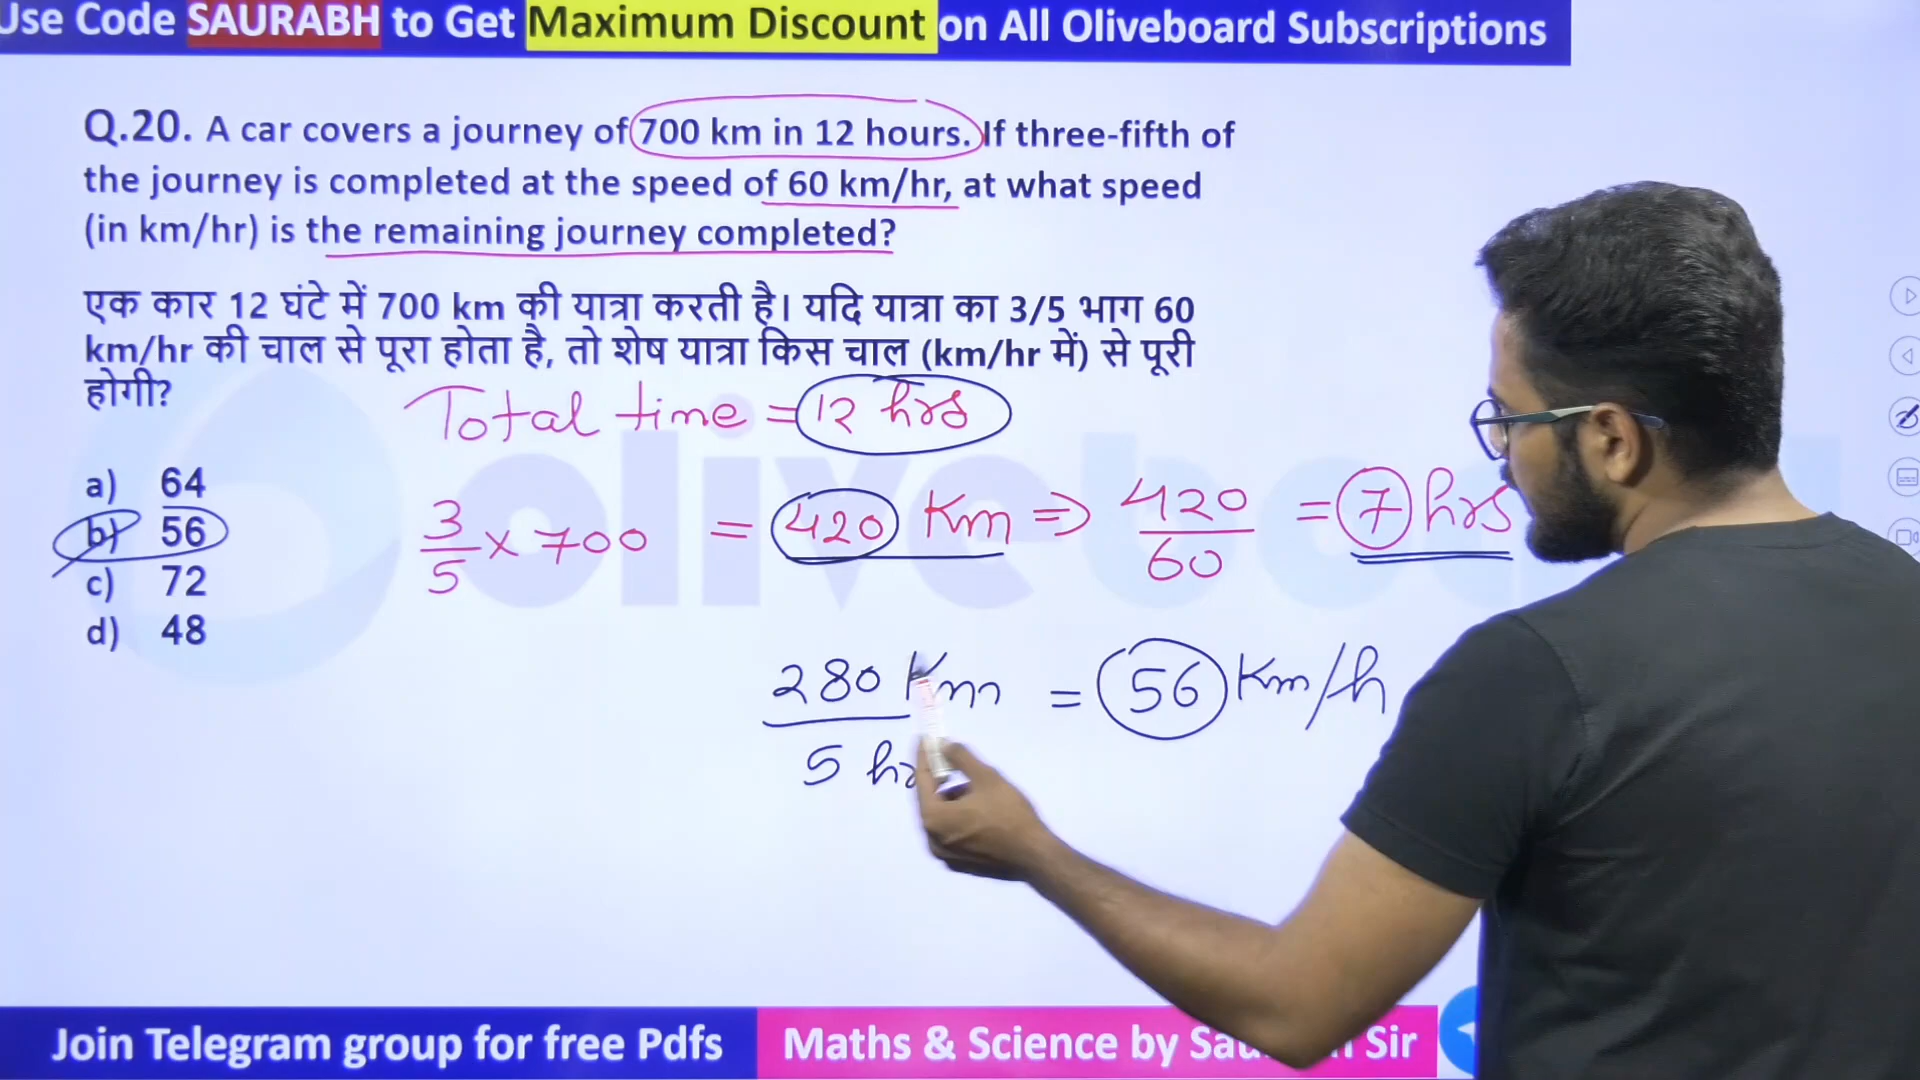 Use Code SAURABH to Get Maximum Discount on All Oliveboard Subscriptions
Q.20. A car covers a journey of 700 km in 12 hours. If three-fifth of
the journey is completed at the speed of 60 km/hr, at what speed
(in km/hr) is the remaining journey completed?
एक कार 12 घंटे में 700 km की यात्रा करती है। यदि यात्रा का 3/5 भाग 60
km/hr की चाल से पूरा होता है, तो शेष यात्रा किस चाल (km/hr में) से पूरी
होगी?
Total time = 12 hrs
a) 64
b) 56
c) 72
d) 48
3/5 × 700 = 420 Km ⇒ 420/60 = 7 hrs
280 Km / 5 = 56 Km/h
Join Telegram group for free Pdfs
Maths & Science by Sir